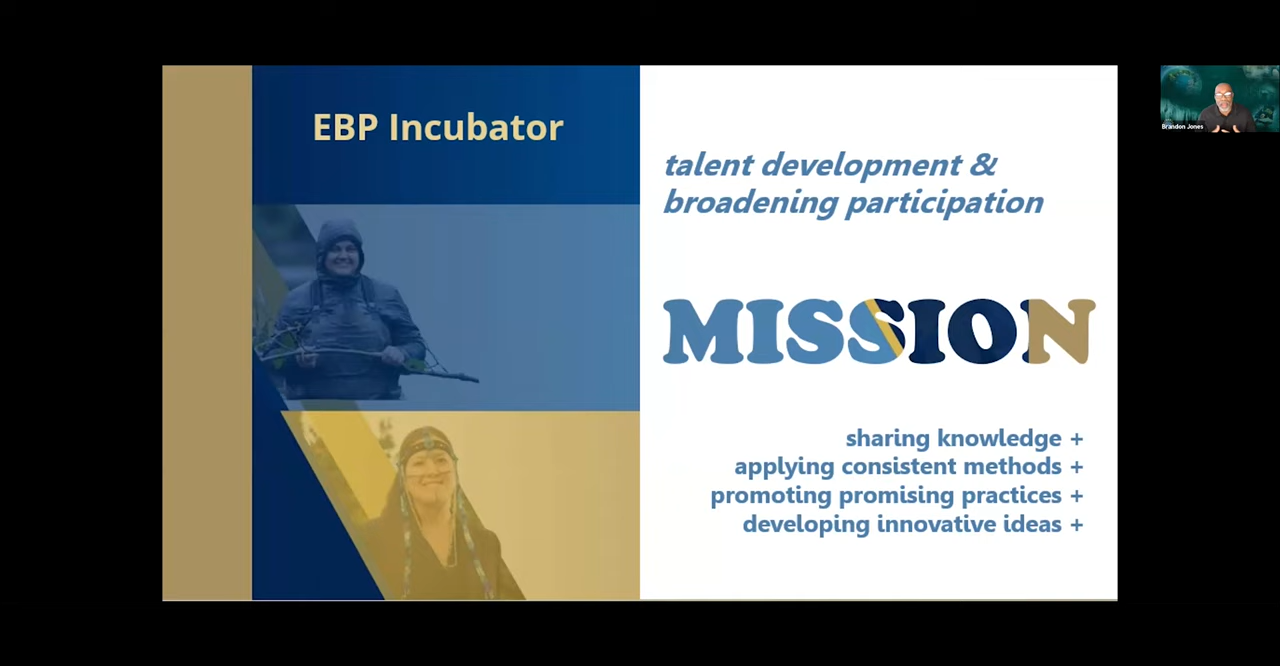 EBP Incubator
talent development &
broadening participation
MISSION
sharing knowledge +
applying consistent methods +
promoting promising practices +
developing innovative ideas +
Brandon Jones